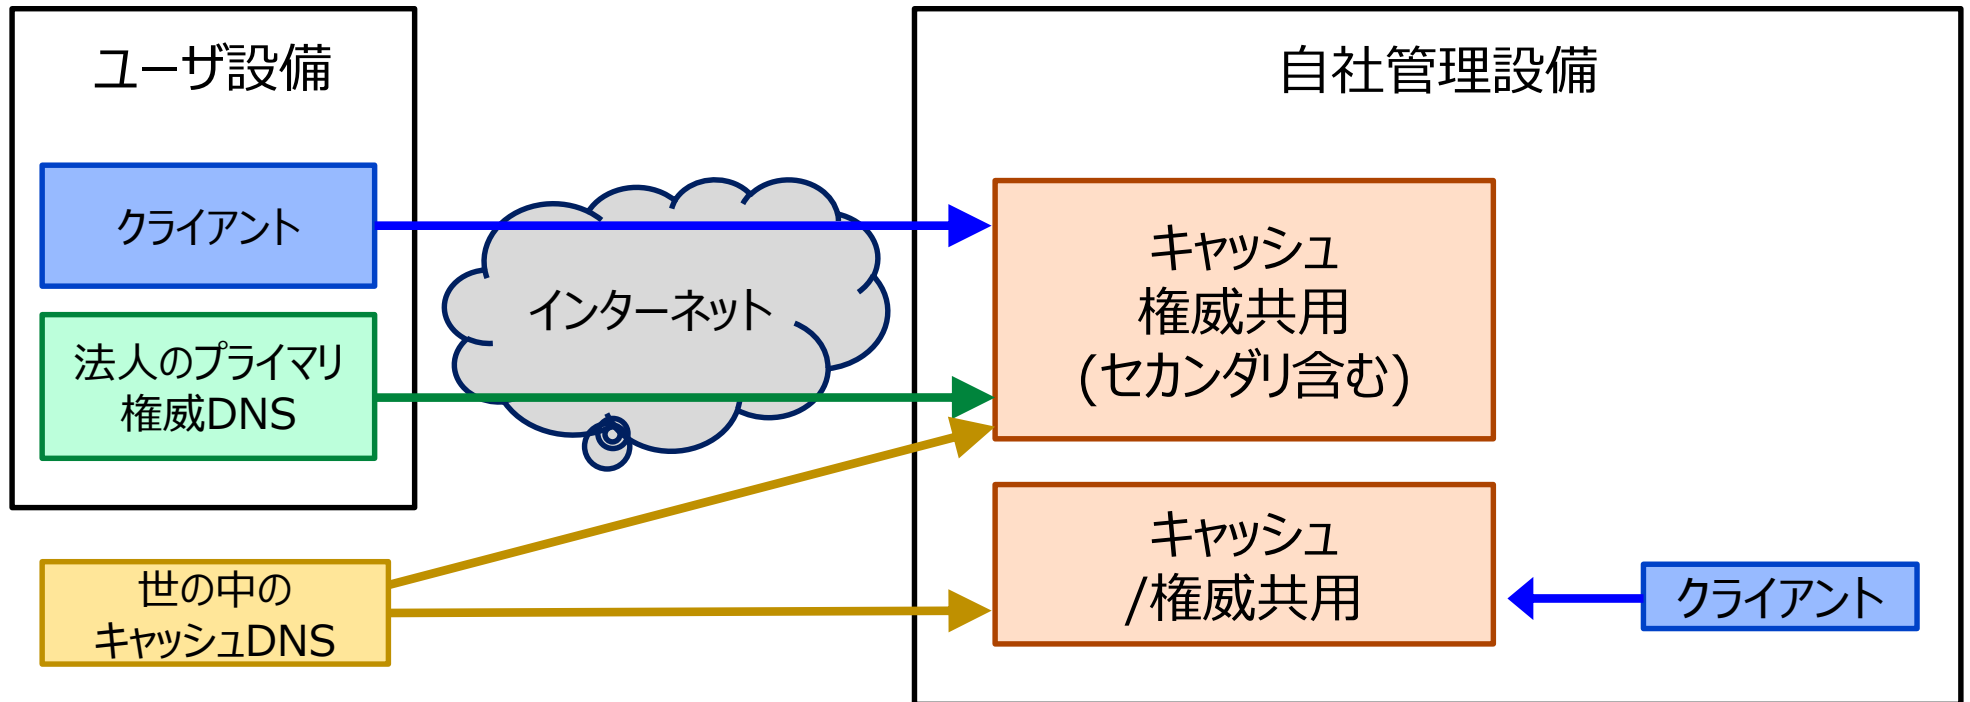 ユーザ設備
自社管理設備
クライアント
法人のプライマリ
権威DNS
インターネット
キャッシュ
権威共用
(セカンダリ含む)
世の中の
キャッシュDNS
キャッシュ
/権威共用
クライアント